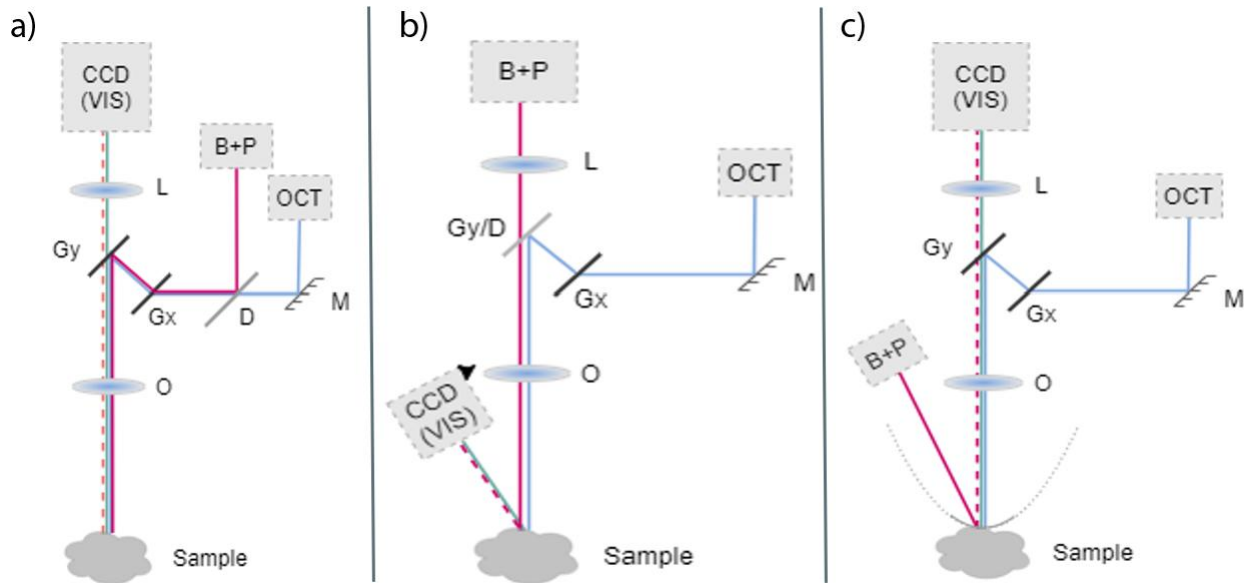 a)
CCD
(VIS)
B+P
OCT
L
Gy
Gx
D
M
O
Sample
b)
B+P
L
OCT
Gy/D
Gx
M
O
CCD
(VIS)
Sample
c)
CCD
(VIS)
L
OCT
Gy
Gx
M
B+P
O
Sample